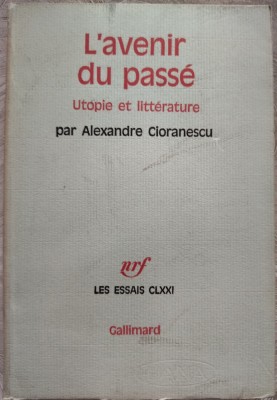 L'avenir
du passé
Utopie et littérature
par Alexandre Cioranescu
nrf
LES ESSAIS CLXXI
Gallimard